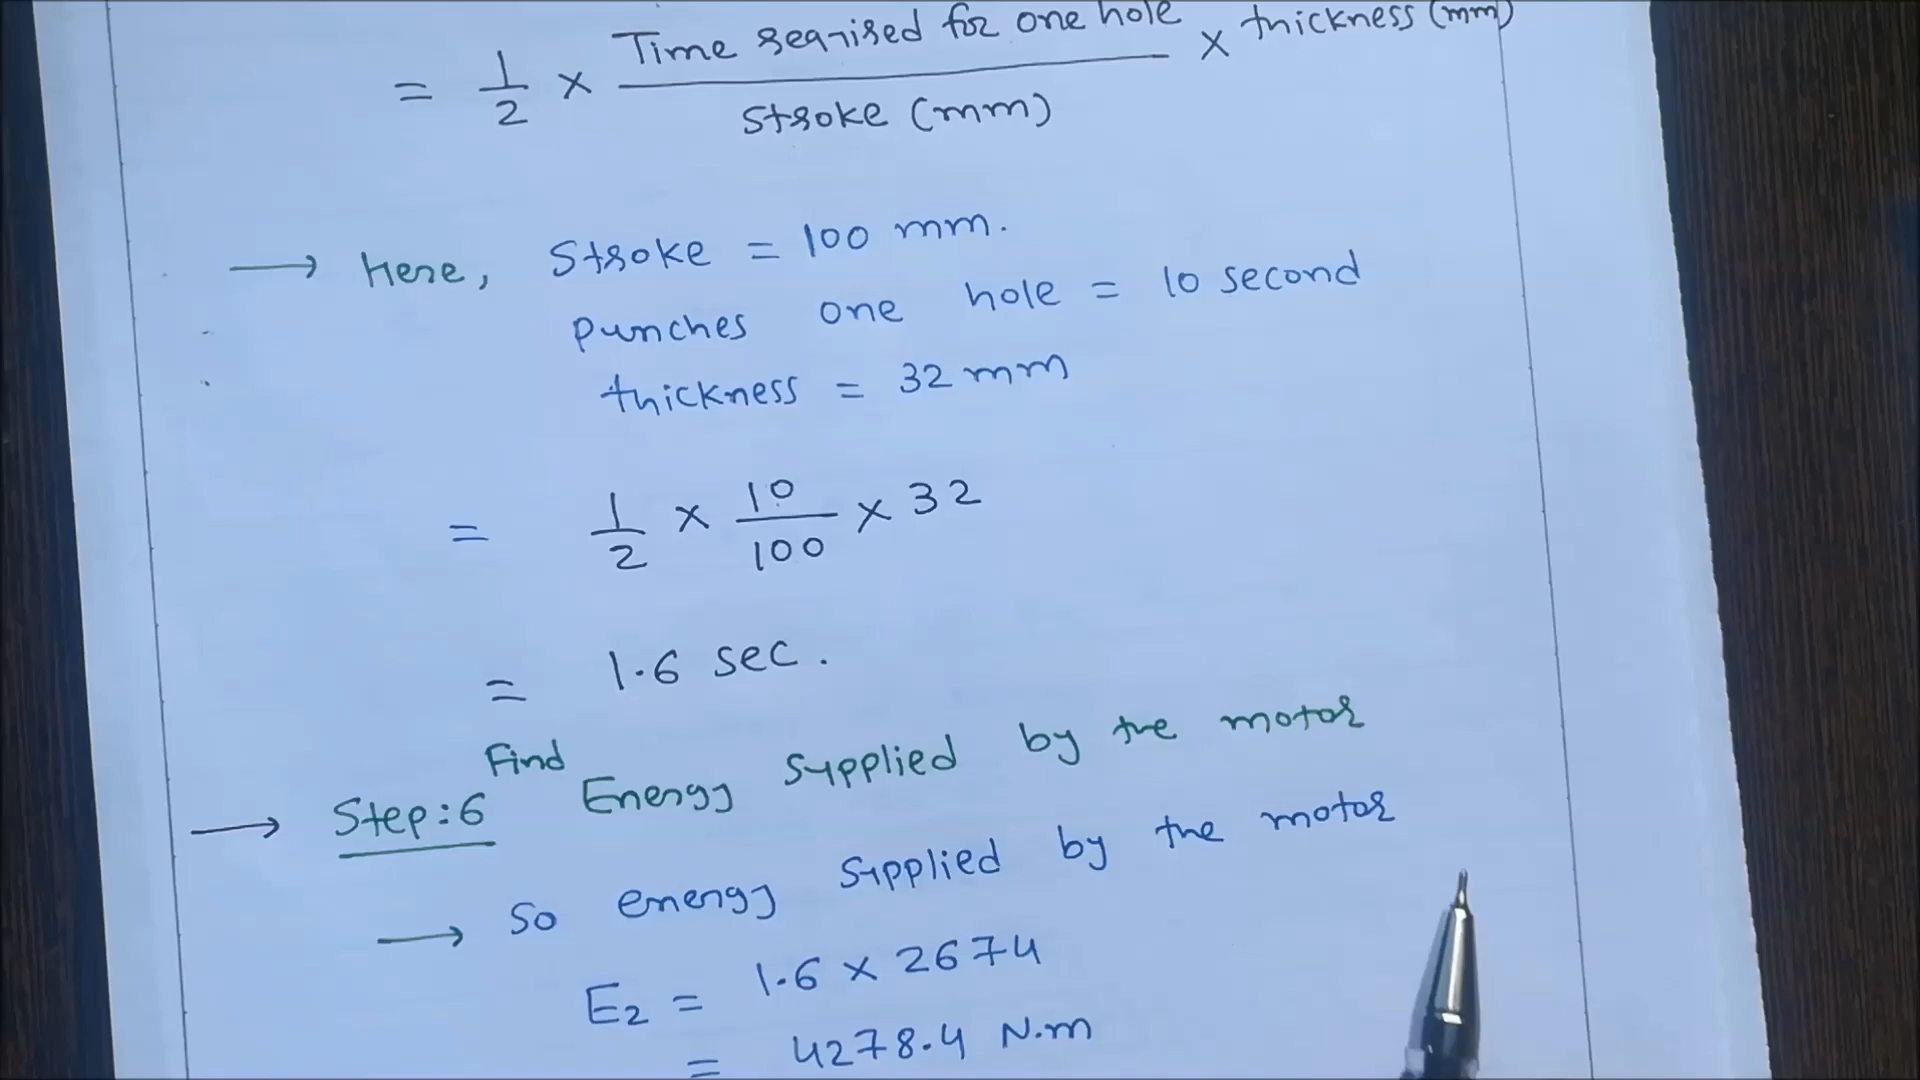 = 1/2 × Time required for one hole / Stroke (mm) × thickness (mm)
→ Here, Stroke = 100 mm.
punches one hole = 10 second
thickness = 32 mm
= 1/2 × 10/100 × 32
= 1.6 sec.
→ Step:6 Find Energy supplied by the motor
→ So energy supplied by the motor
E2 = 1.6 × 2674
= 4278.4 N.m